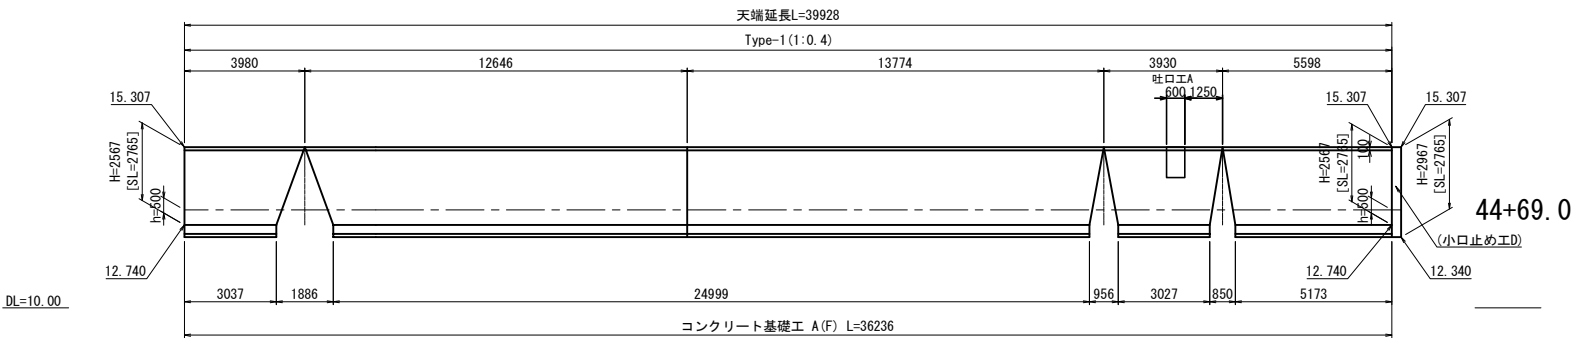 天端延長L=39928
Type-1(1:0.4)
3980 12646 13774 3930 5598
吐口工A
600 1250
15.307 15.307 15.307
H=2567
[SL=2765]
h=500
H=2567
[SL=2765]
100
h=500
H=2967
[SL=2765]
44+69.0
(小口止め工D)
12.740 12.740 12.340
DL=10.00
3037 1886 24999 956 3027 850 5173
コンクリート基礎工 A(F) L=36236